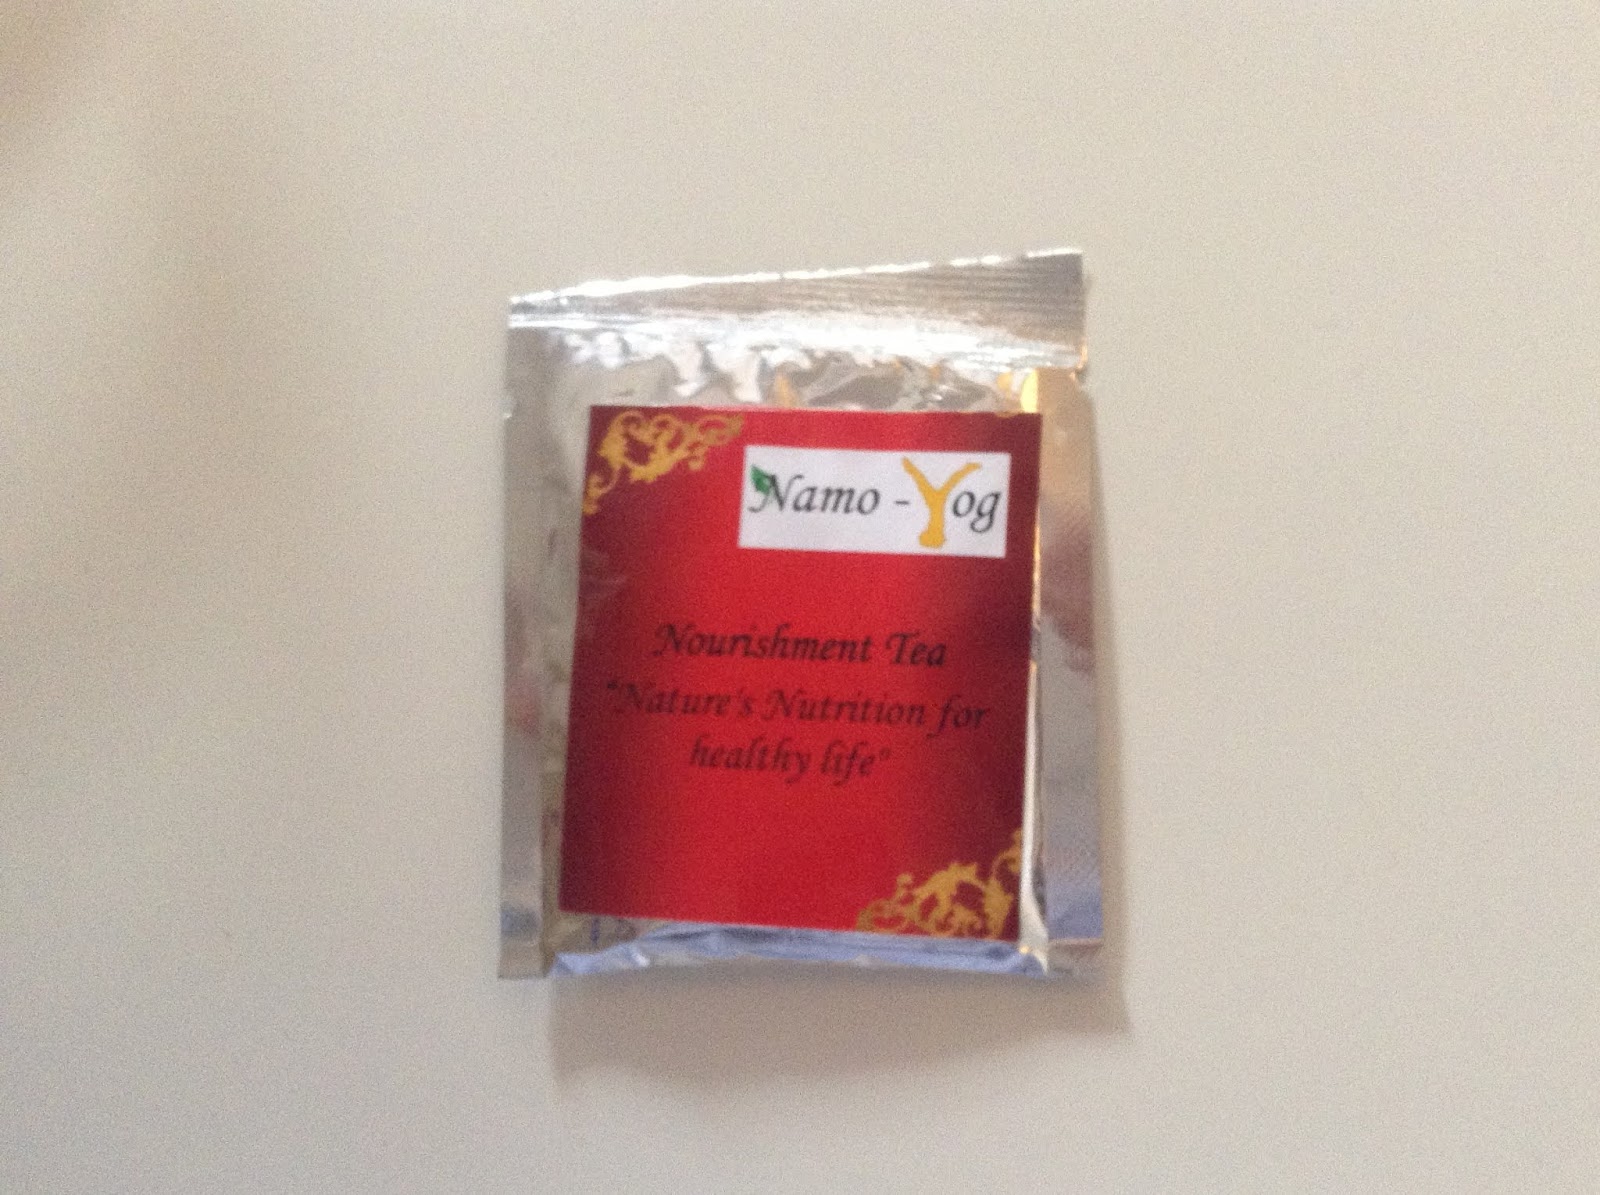 Namo - Yog
Nourishment Tea
"Nature's Nutrition for
healthy life"